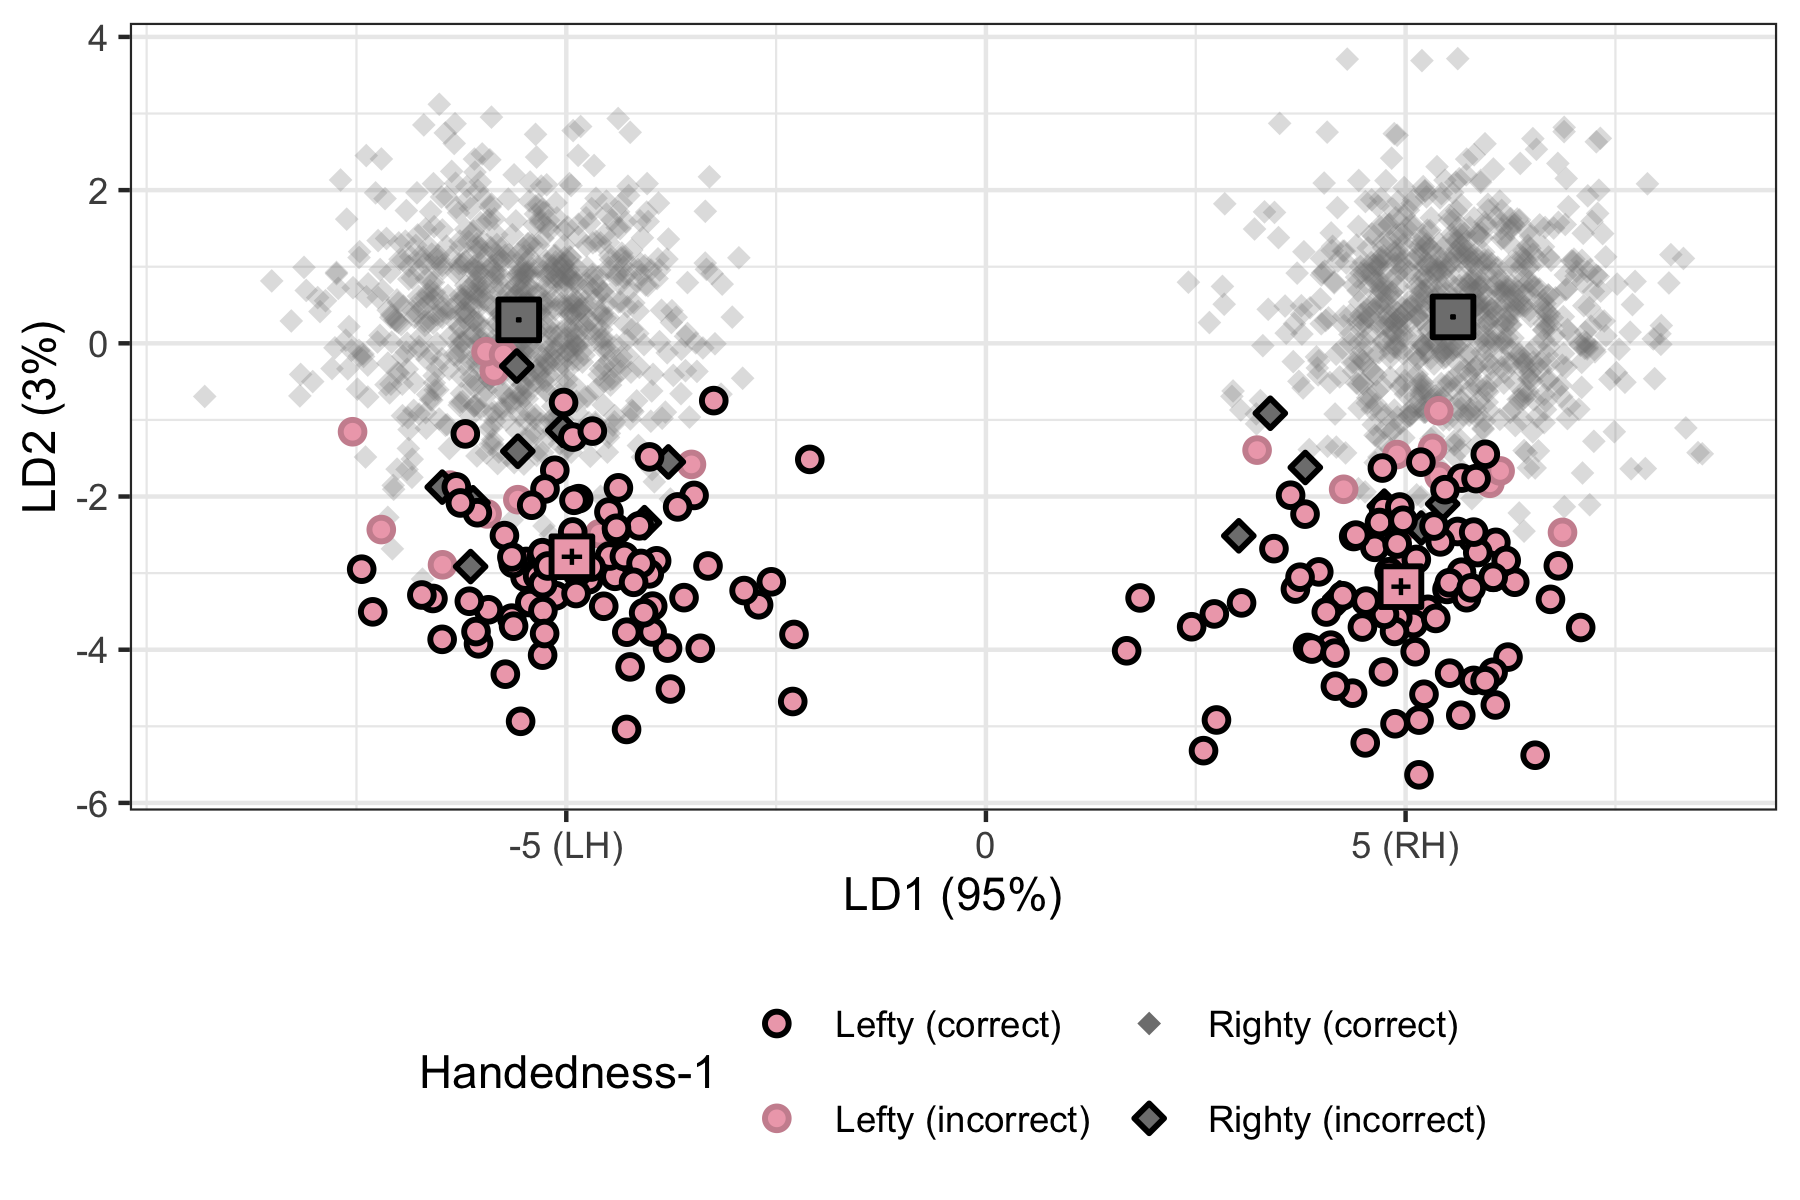 4
2
0
-2
-4
-6
LD2 (3%)
-5 (LH)
0
5 (RH)
LD1 (95%)
Handedness-1
Lefty (correct)
Righty (correct)
Lefty (incorrect)
Righty (incorrect)